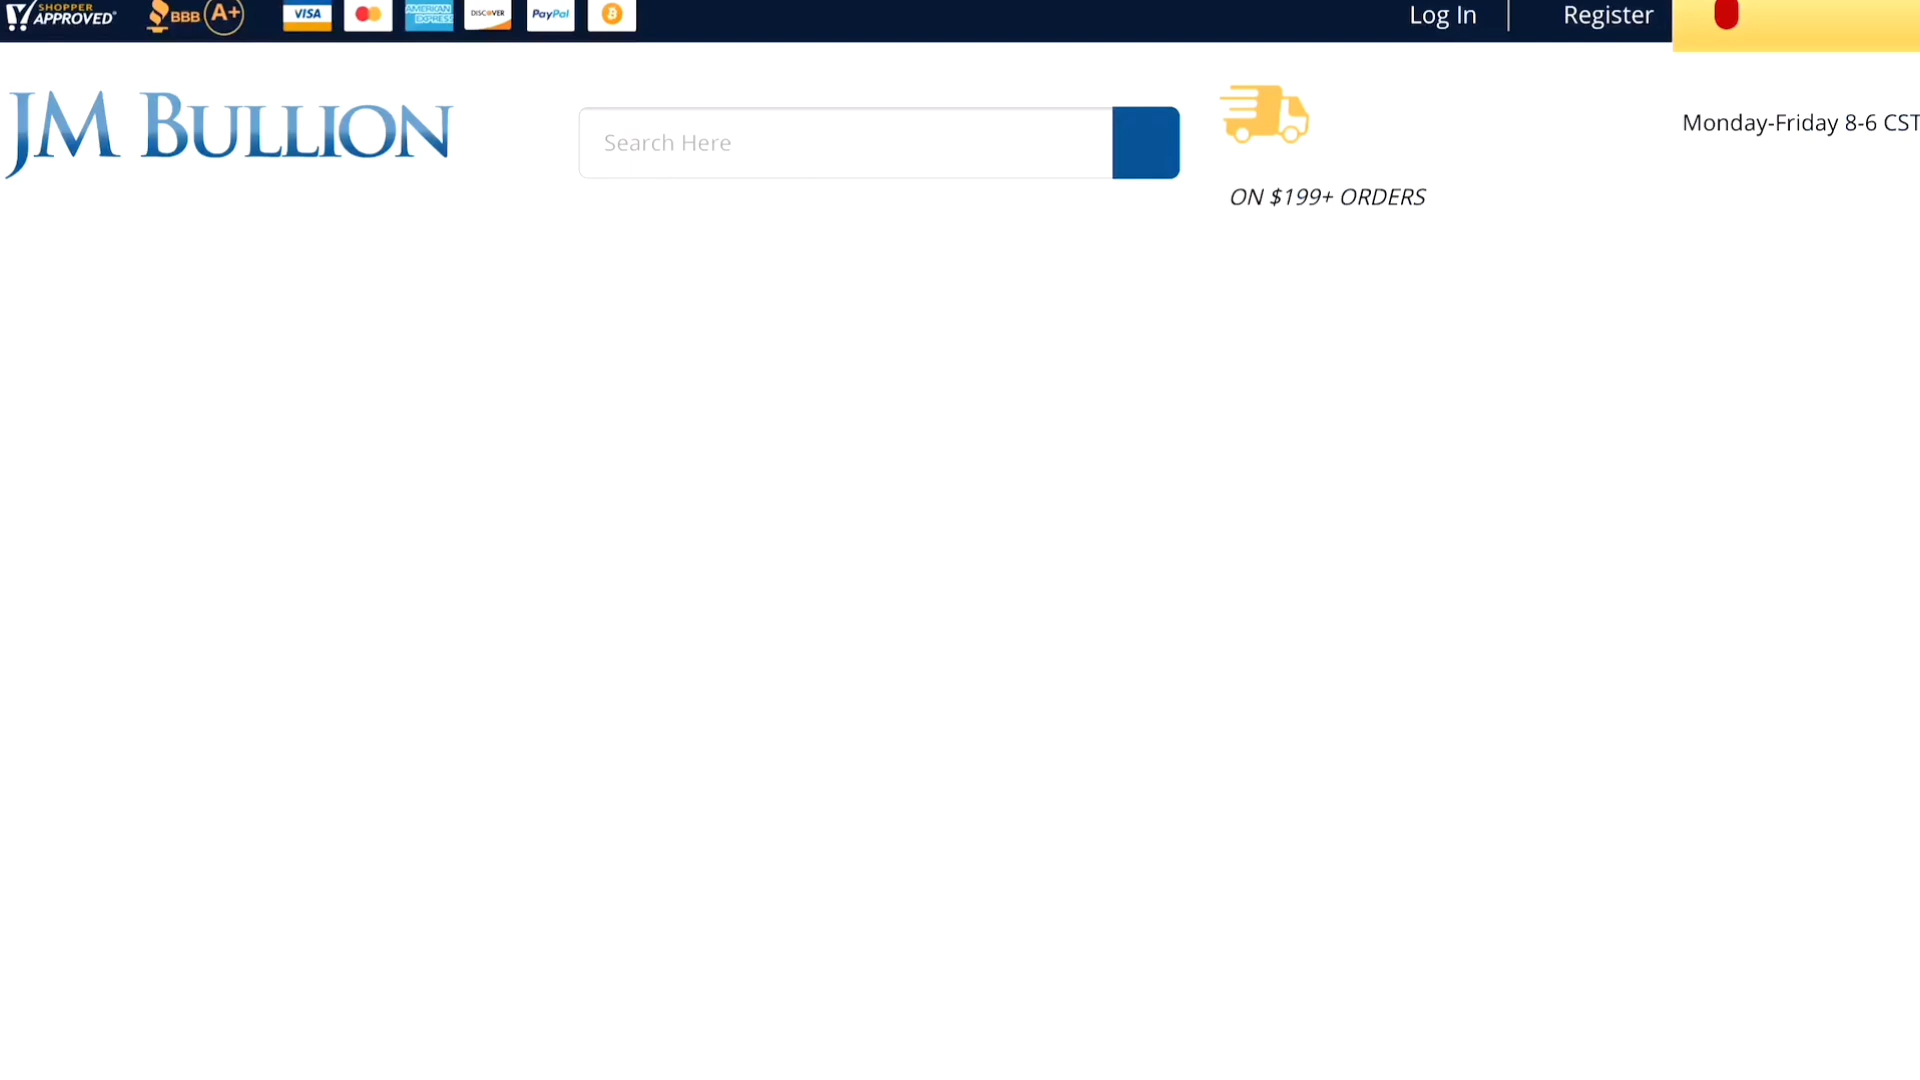 SHOPPER
APPROVED
BBB A+
VISA
AMERICAN EXPRESS
DISCOVER
PayPal
Log In
Register
JM BULLION
Search Here
Monday-Friday 8-6 CST
ON $199+ ORDERS